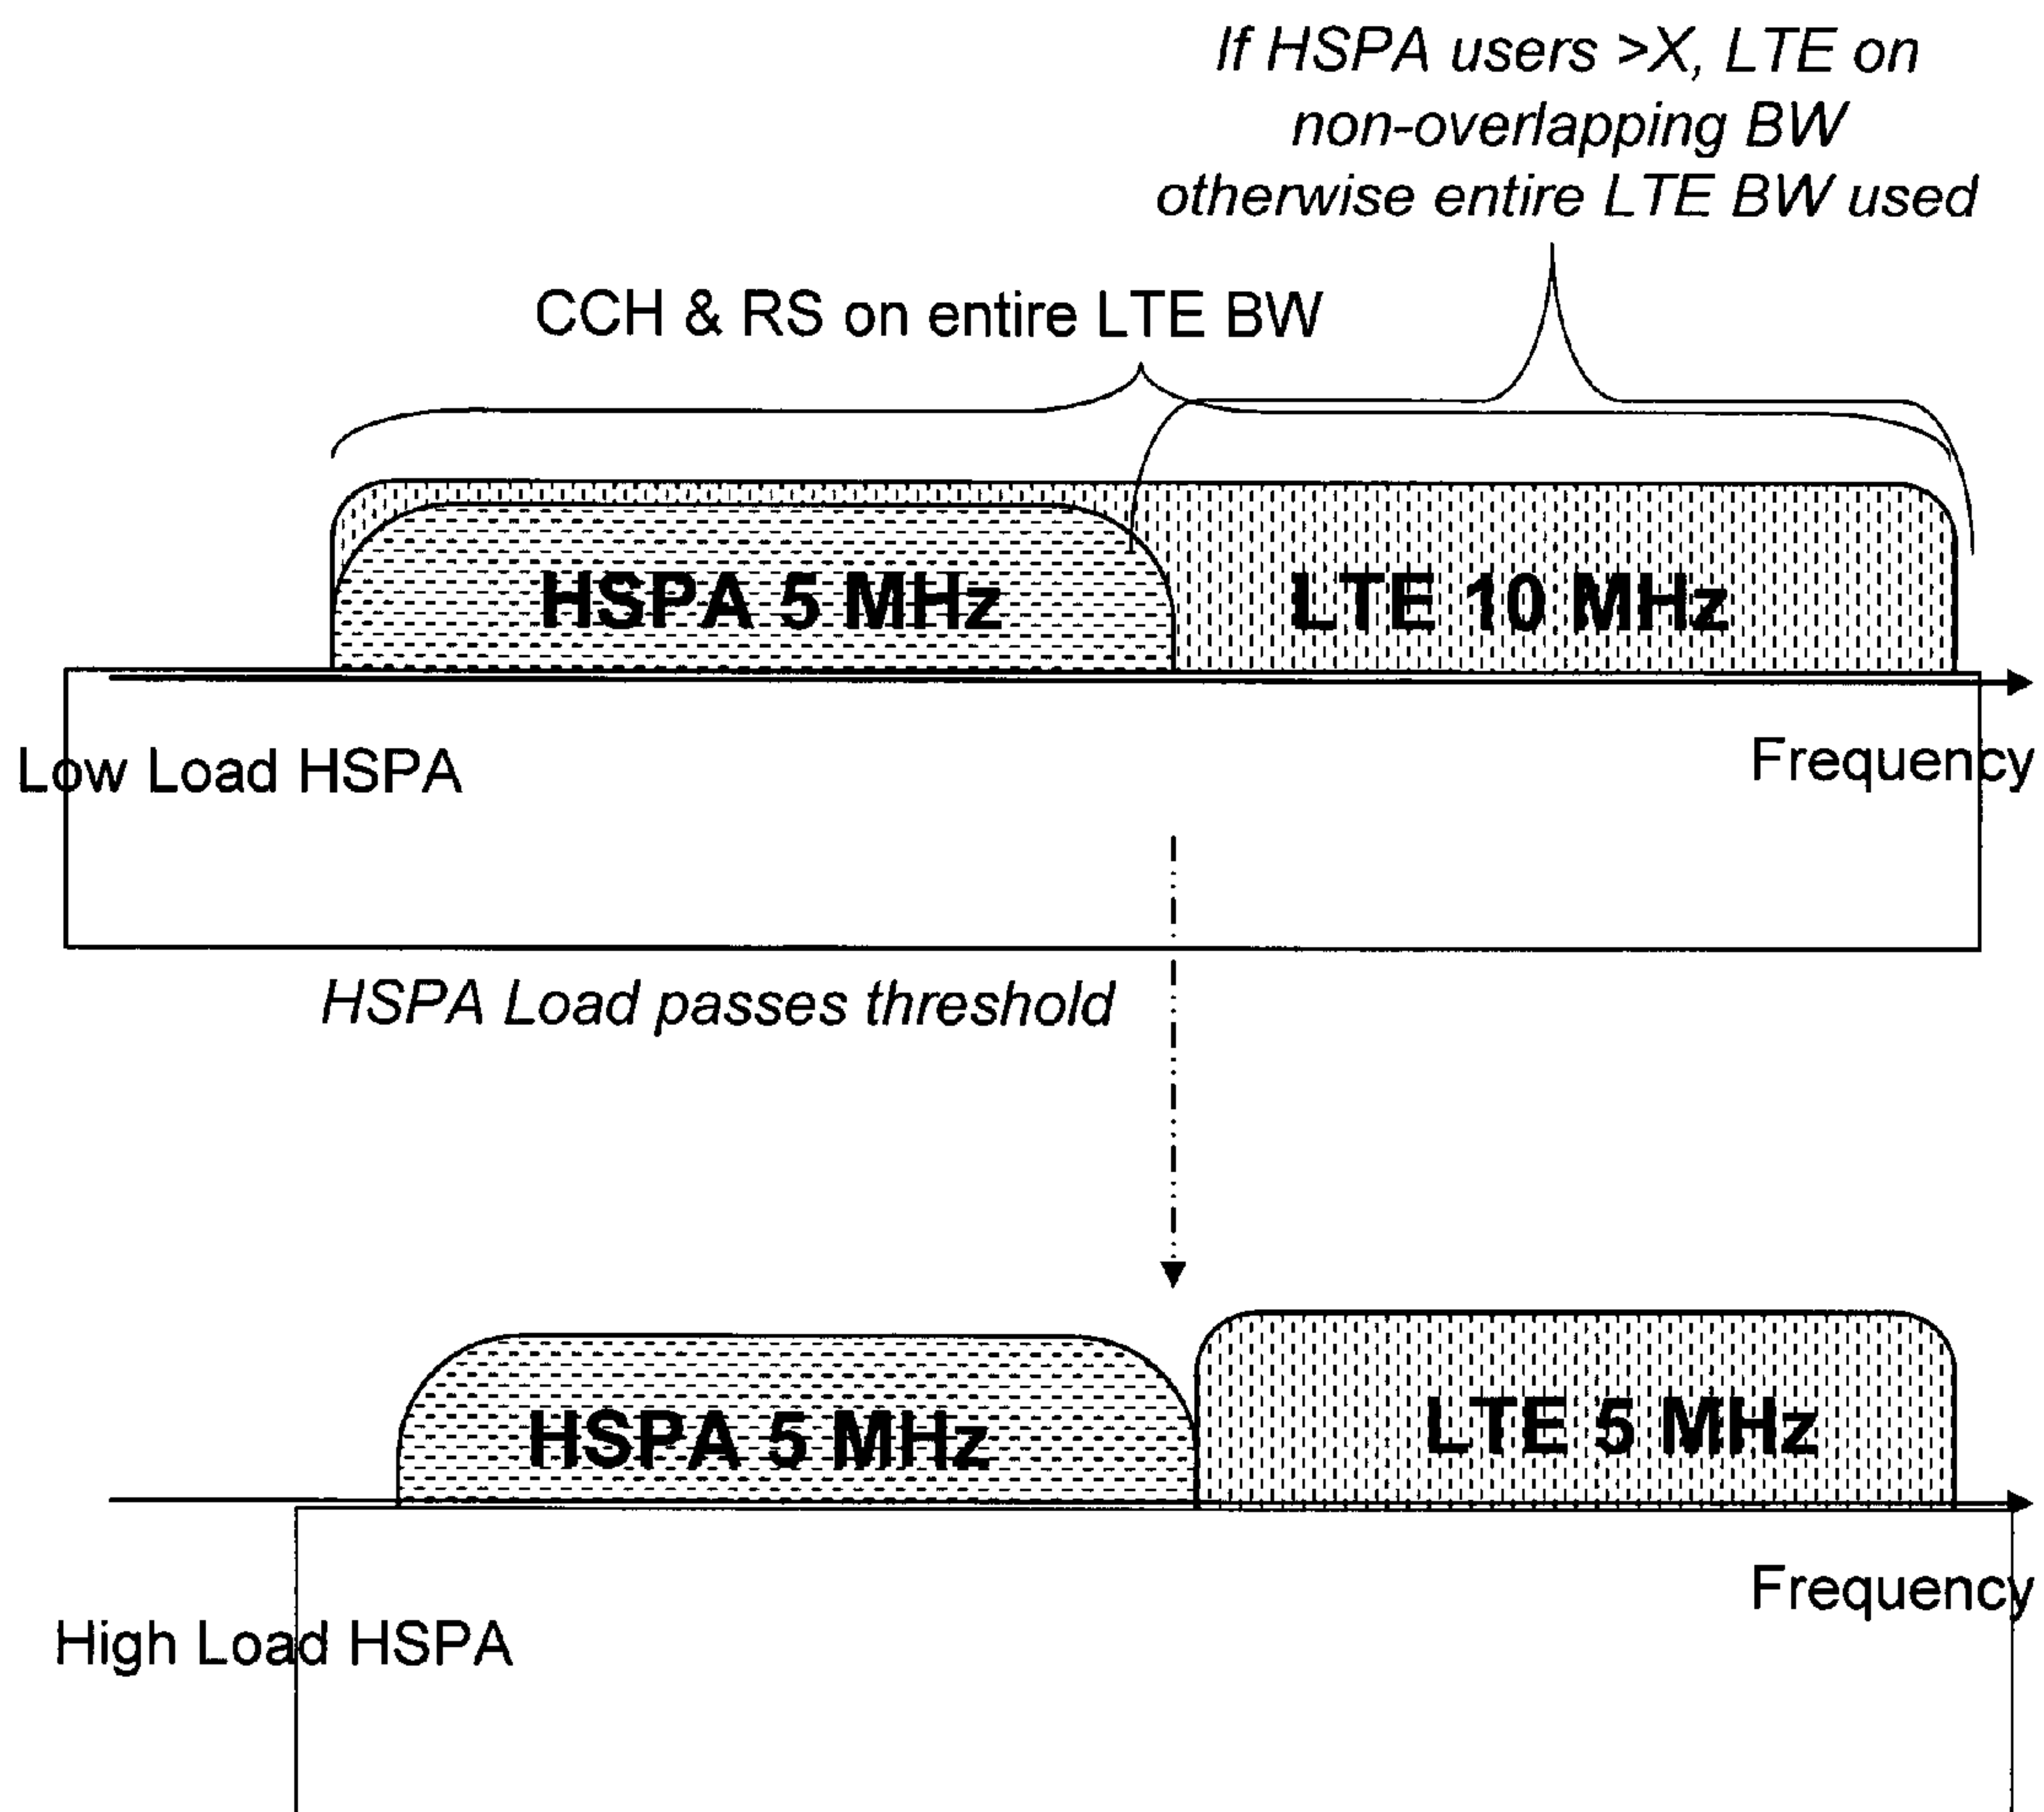 If HSPA users >X, LTE on
non-overlapping BW
otherwise entire LTE BW used
CCH & RS on entire LTE BW
HSPA 5 MHz
LTE 10 MHz
Low Load HSPA
Frequency
HSPA Load passes threshold
HSPA 5 MHz
LTE 5 MHz
Frequency
High Load HSPA